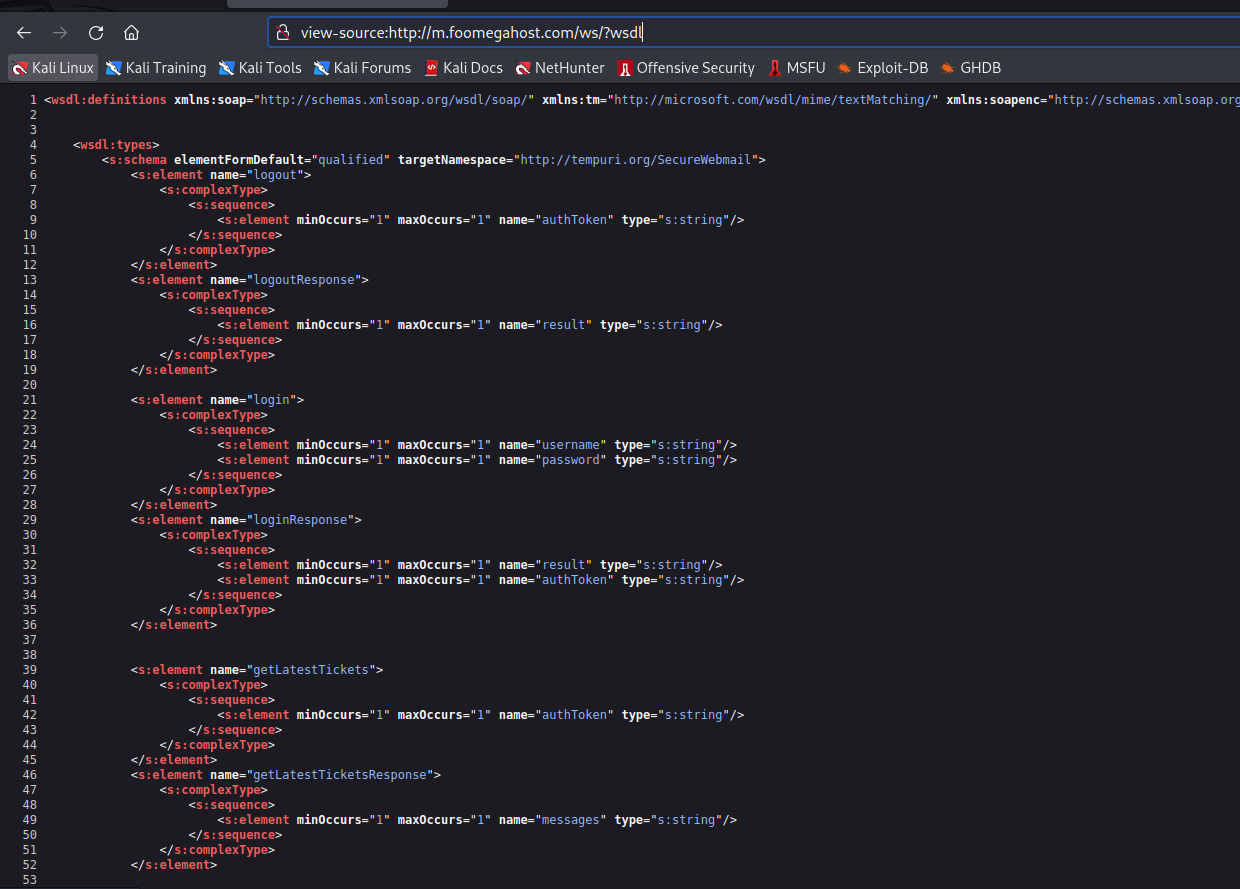 view-source:http://m.foomegahost.com/ws/?wsdl
Kali Linux Kali Training Kali Tools Kali Forums Kali Docs NetHunter Offensive Security MSFU Exploit-DB GHDB
1 <wsdl:definitions xmlns:soap="http://schemas.xmlsoap.org/wsdl/soap/" xmlns:tm="http://microsoft.com/wsdl/mime/textMatching/" xmlns:soapenc="http://schemas.xmlsoap.org
2
3
4 <wsdl:types>
5 <s:schema elementFormDefault="qualified" targetNamespace="http://tempuri.org/SecureWebmail">
6 <s:element name="logout">
7 <s:complexType>
8 <s:sequence>
9 <s:element minOccurs="1" maxOccurs="1" name="authToken" type="s:string"/>
10 </s:sequence>
11 </s:complexType>
12 </s:element>
13 <s:element name="logoutResponse">
14 <s:complexType>
15 <s:sequence>
16 <s:element minOccurs="1" maxOccurs="1" name="result" type="s:string"/>
17 </s:sequence>
18 </s:complexType>
19 </s:element>
20
21 <s:element name="login">
22 <s:complexType>
23 <s:sequence>
24 <s:element minOccurs="1" maxOccurs="1" name="username" type="s:string"/>
25 <s:element minOccurs="1" maxOccurs="1" name="password" type="s:string"/>
26 </s:sequence>
27 </s:complexType>
28 </s:element>
29 <s:element name="loginResponse">
30 <s:complexType>
31 <s:sequence>
32 <s:element minOccurs="1" maxOccurs="1" name="result" type="s:string"/>
33 <s:element minOccurs="1" maxOccurs="1" name="authToken" type="s:string"/>
34 </s:sequence>
35 </s:complexType>
36 </s:element>
37
38
39 <s:element name="getLatestTickets">
40 <s:complexType>
41 <s:sequence>
42 <s:element minOccurs="1" maxOccurs="1" name="authToken" type="s:string"/>
43 </s:sequence>
44 </s:complexType>
45 </s:element>
46 <s:element name="getLatestTicketsResponse">
47 <s:complexType>
48 <s:sequence>
49 <s:element minOccurs="1" maxOccurs="1" name="messages" type="s:string"/>
50 </s:sequence>
51 </s:complexType>
52 </s:element>
53